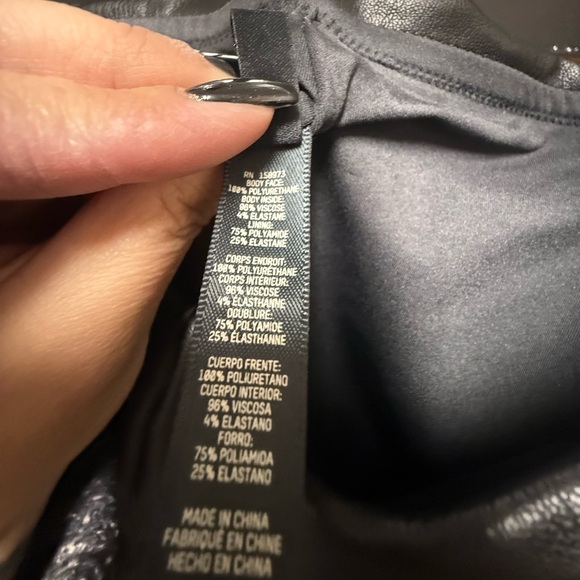 RN 158973
BODY FACE:
100% POLYURETHANE
BODY INSIDE:
96% VISCOSE
4% ELASTANE
LINING:
75% POLYAMIDE
25% ELASTANE
CORPS ENDROIT
100% POLYURÉTHANE
CORPS INTÉRIEUR:
96% VISCOSE
4% ÉLASTHANNE
DOUBLURE:
75% POLYAMIDE
25% ÉLASTHANNE
CUERPO FRENTE:
100% POLIURETANO
CUERPO INTERIOR:
96% VISCOSA
4% ELASTANO
FORRO:
75% POLIAMIDA
25% ELASTANO
MADE IN CHINA
FABRIQUÉ EN CHINE
HECHO EN CHINA